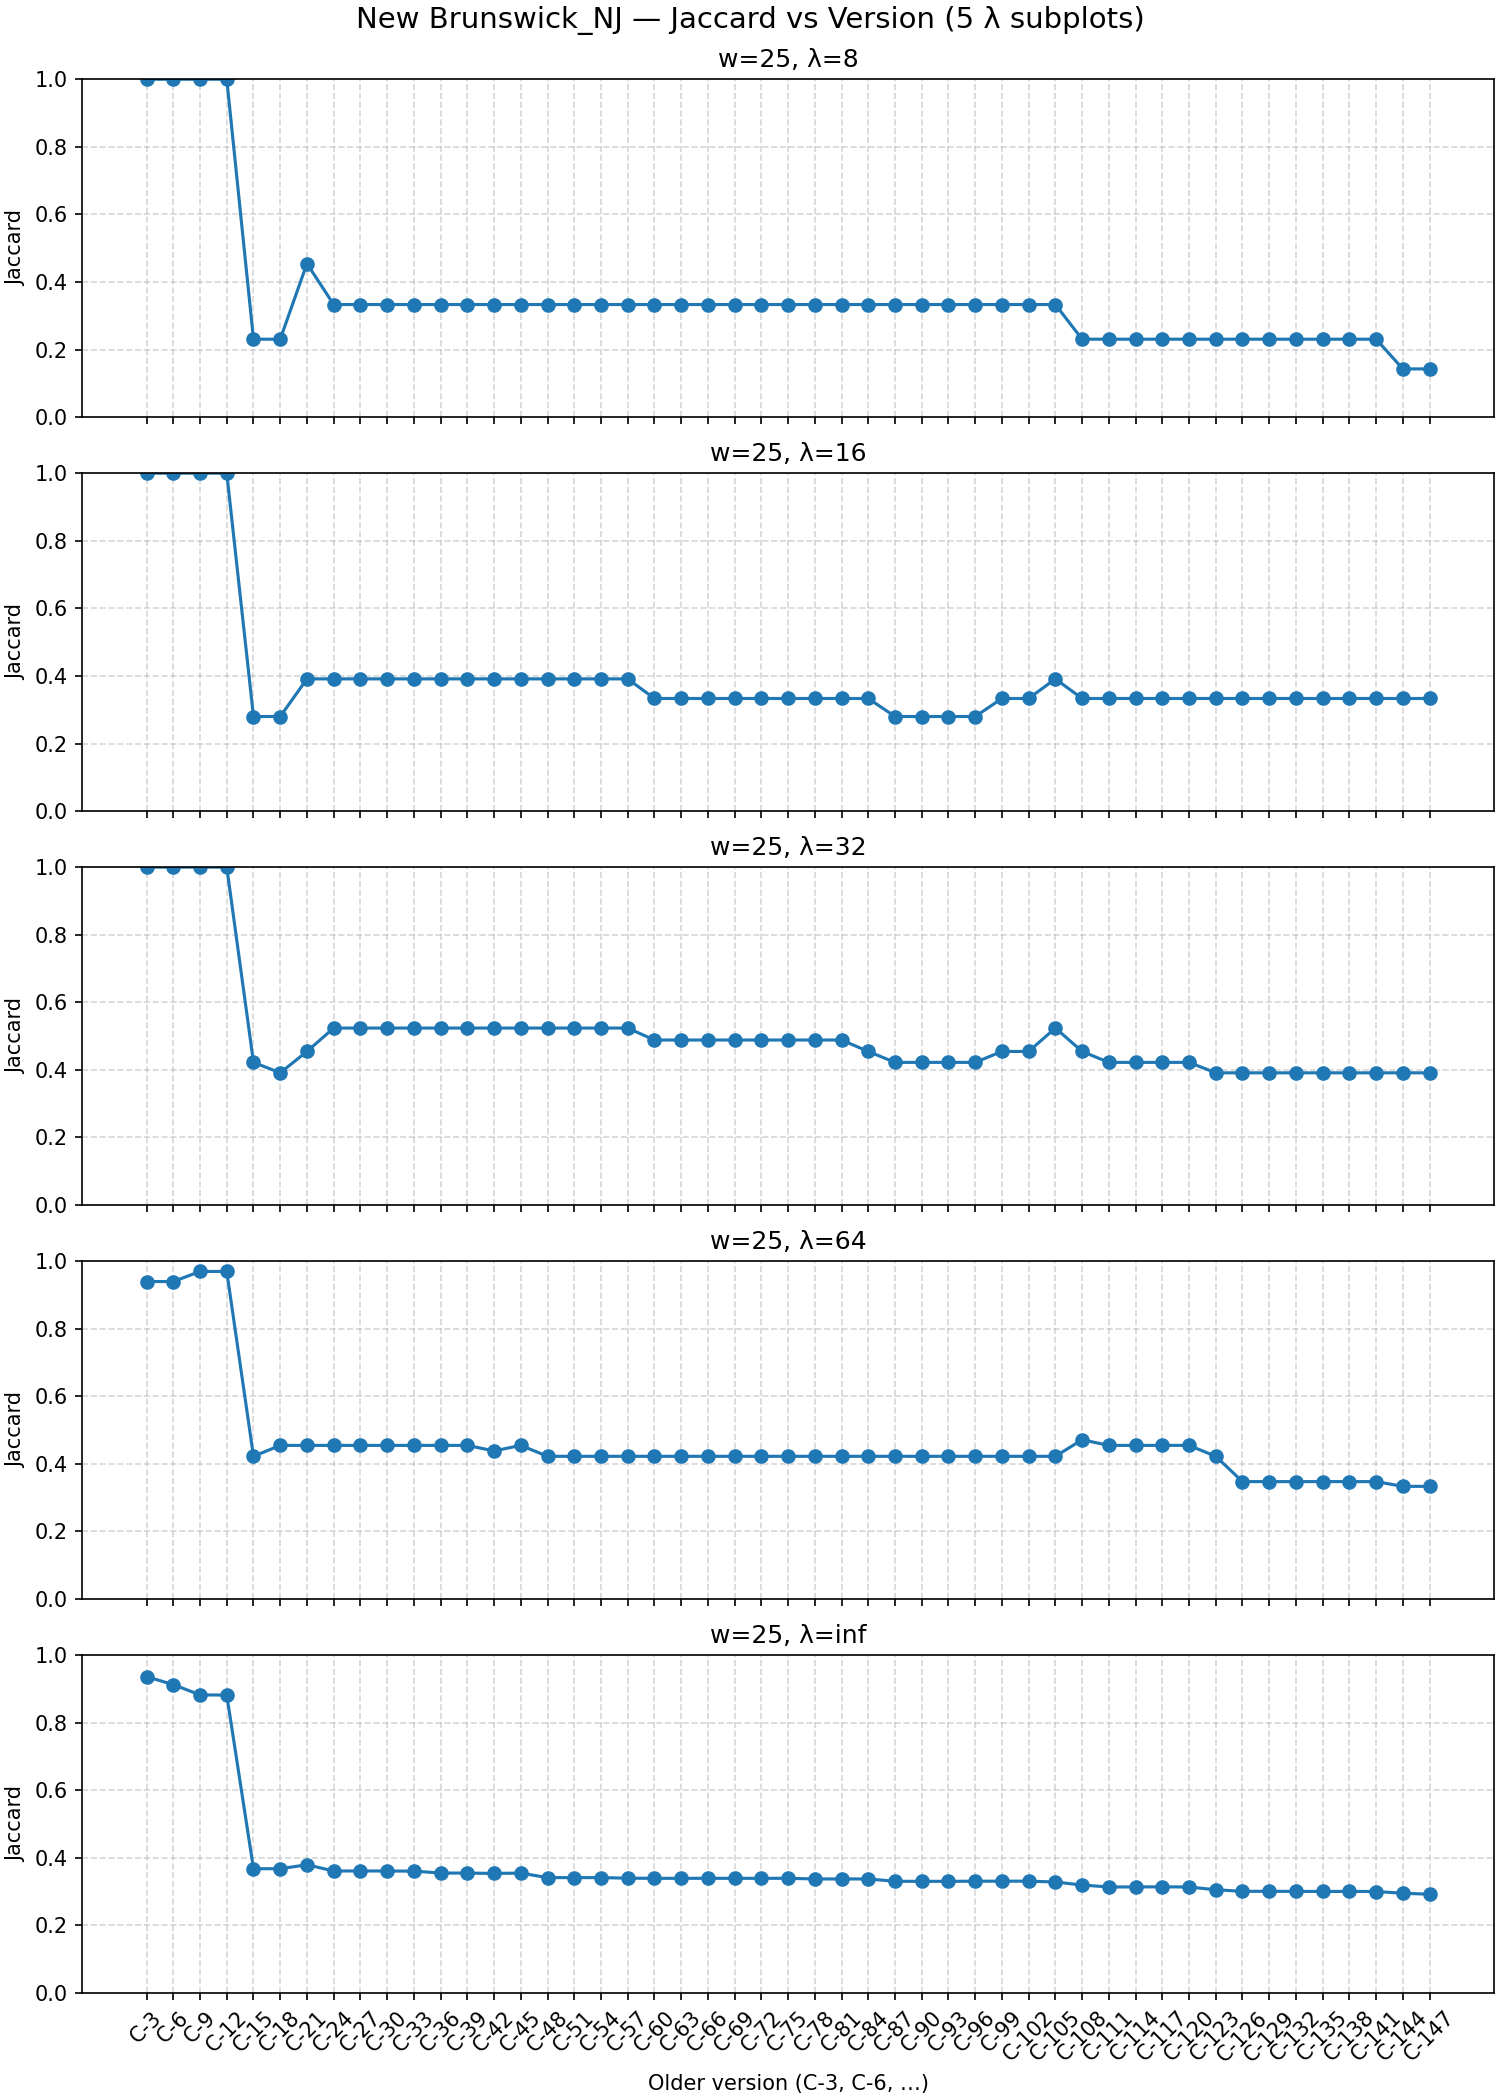 New Brunswick_NJ — Jaccard vs Version (5 λ subplots)
w=25, λ=8
Jaccard
1.0
0.8
0.6
0.4
0.2
0.0
w=25, λ=16
Jaccard
1.0
0.8
0.6
0.4
0.2
0.0
w=25, λ=32
Jaccard
1.0
0.8
0.6
0.4
0.2
0.0
w=25, λ=64
Jaccard
1.0
0.8
0.6
0.4
0.2
0.0
w=25, λ=inf
Jaccard
1.0
0.8
0.6
0.4
0.2
0.0
C-3 C-6 C-9 C-12 C-15 C-18 C-21 C-24 C-27 C-30 C-33 C-36 C-39 C-42 C-45 C-48 C-51 C-54 C-57 C-60 C-63 C-66 C-69 C-72 C-75 C-78 C-81 C-84 C-87 C-90 C-93 C-96 C-99 C-102 C-105 C-108 C-111 C-114 C-117 C-120 C-123 C-126 C-129 C-132 C-135 C-138 C-141 C-144 C-147
Older version (C-3, C-6, ...)